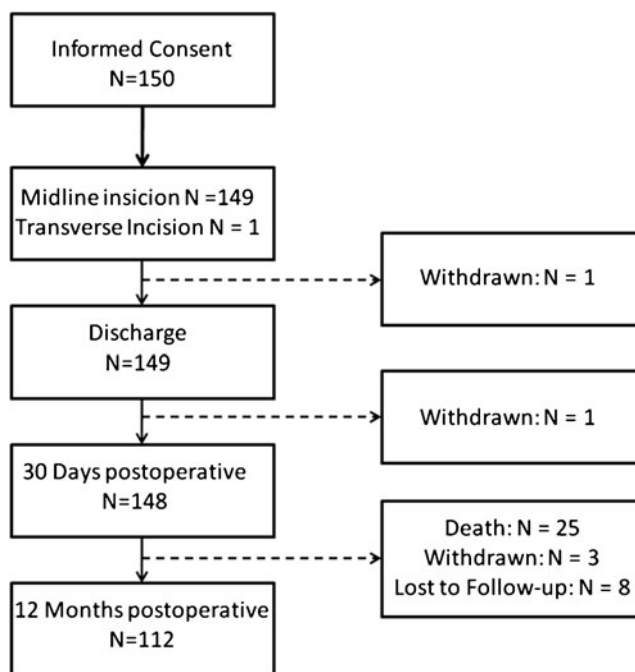 Informed Consent
N=150
Midline insicion N =149
Transverse Incision N = 1
Withdrawn: N = 1
Discharge
N=149
Withdrawn: N = 1
30 Days postoperative
N=148
Death: N = 25
Withdrawn: N = 3
Lost to Follow-up: N = 8
12 Months postoperative
N=112